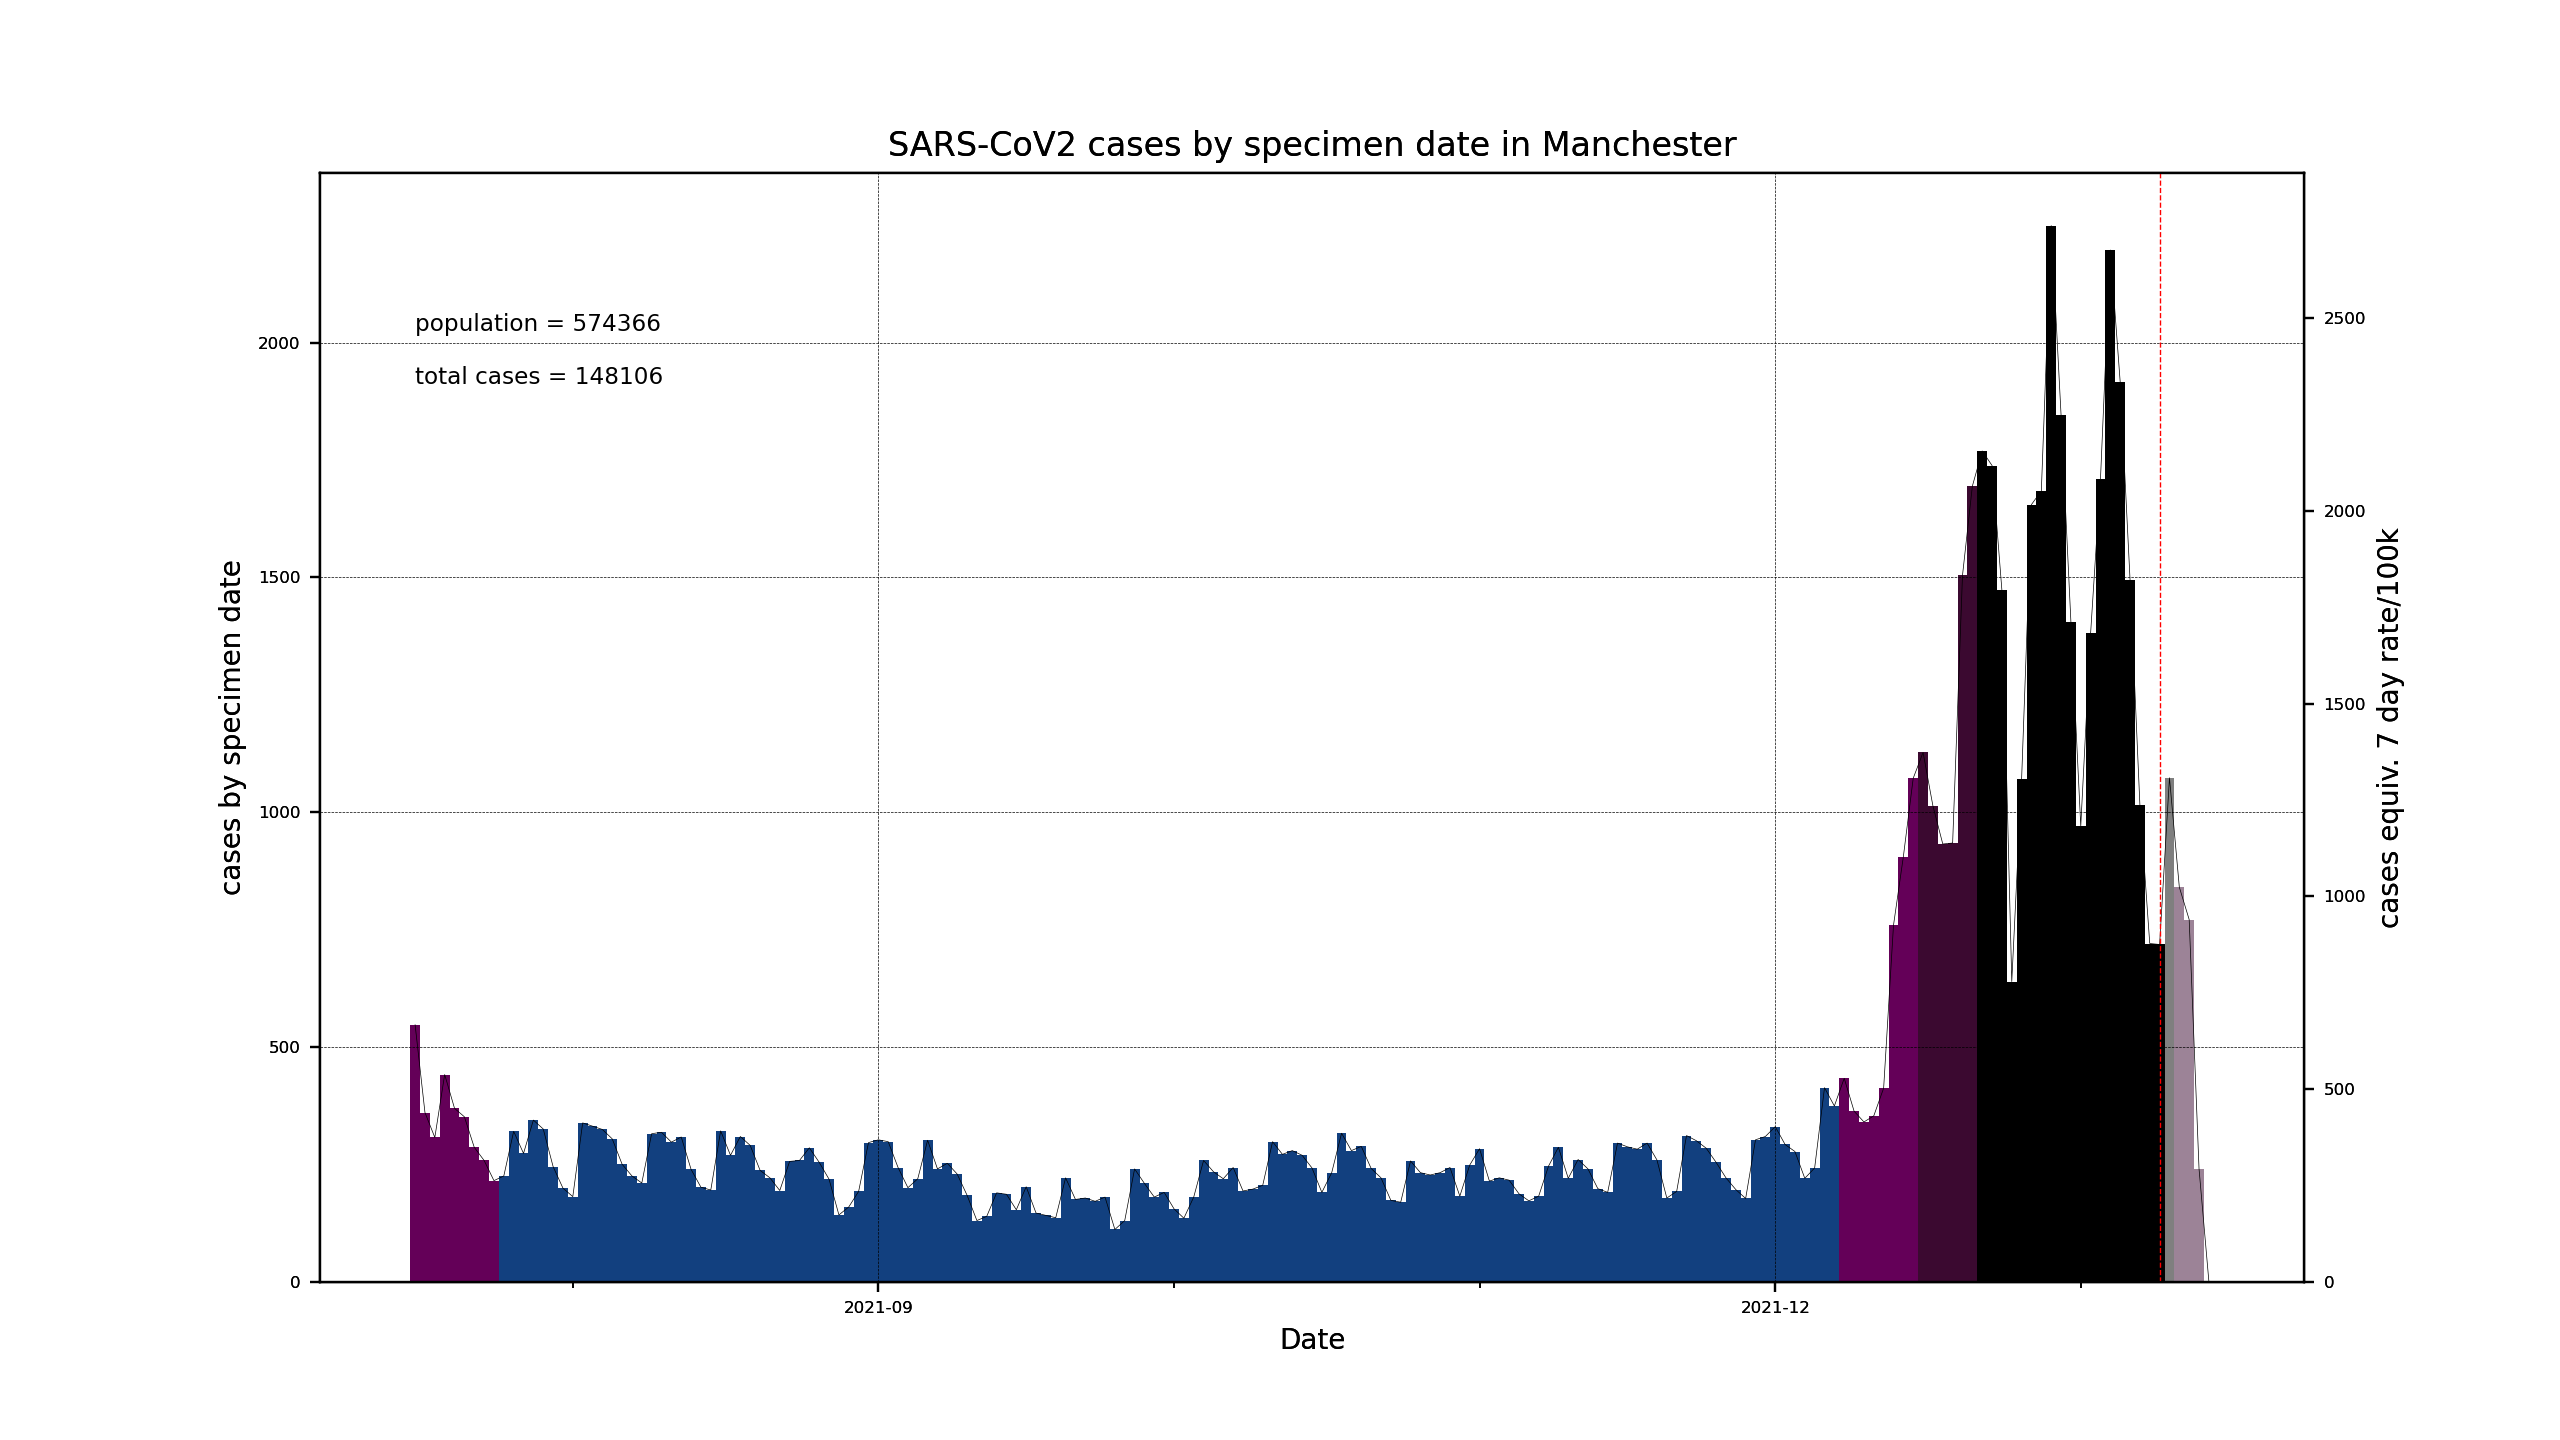 SARS-CoV2 cases by specimen date in Manchester
population = 574366
total cases = 148106
cases by specimen date
2000
1500
1000
500
0
2500
2000
1500
1000
500
0
cases equiv. 7 day rate/100k
2021-09
2021-12
Date